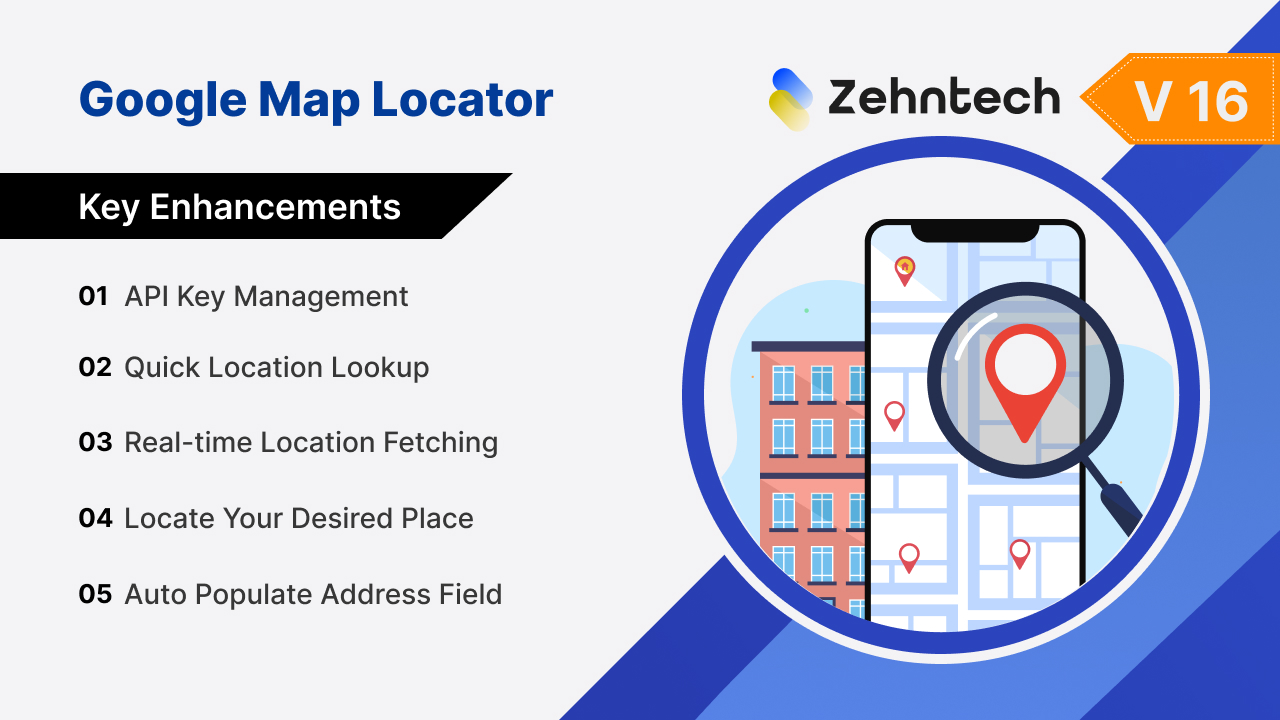 Google Map Locator
Zehntech
V 16
Key Enhancements
01 API Key Management
02 Quick Location Lookup
03 Real-time Location Fetching
04 Locate Your Desired Place
05 Auto Populate Address Field